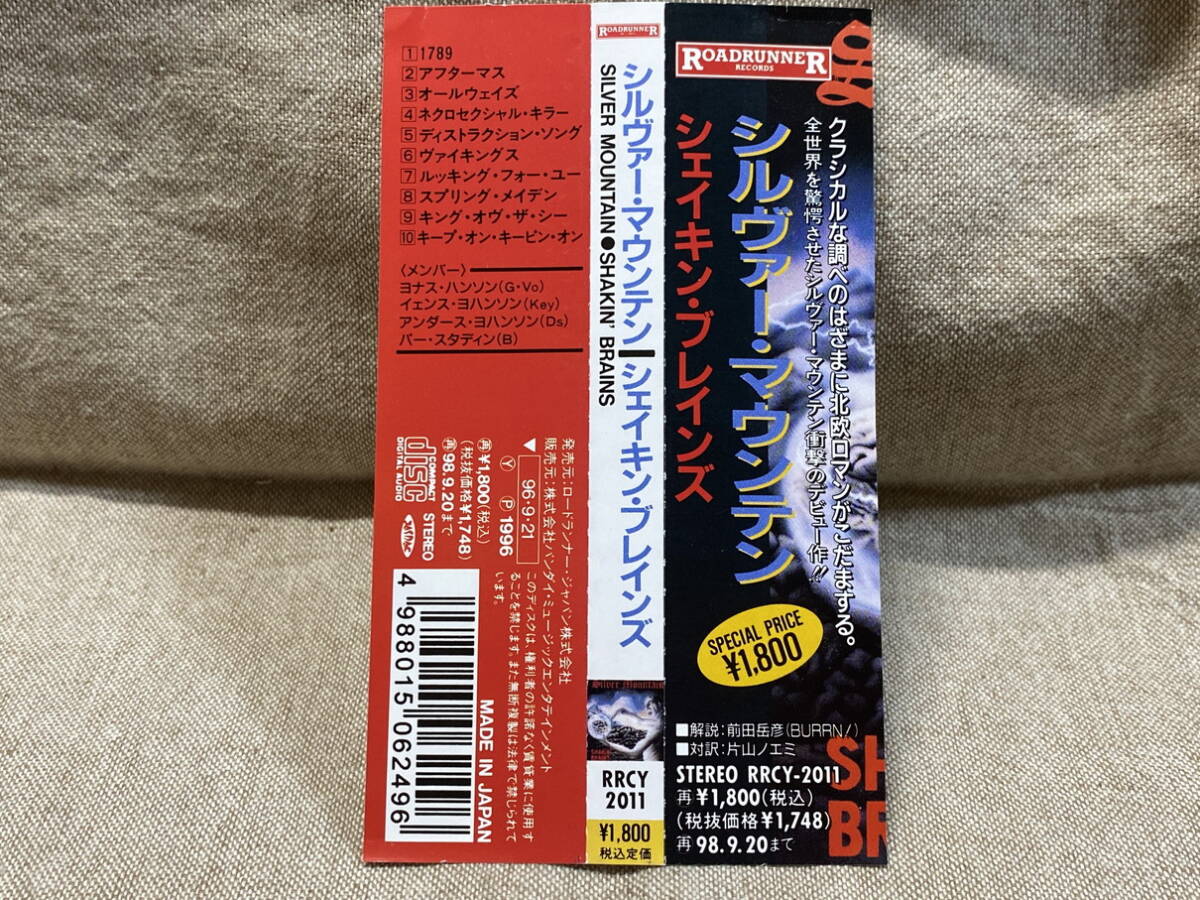 1 1789
2 アフターマス
3 オールウェイズ
4 ネクロセクシャル・キラー
5 ディストラクション・ソング
6 ヴァイキングス
7 ルッキング・フォー・ユー
8 スプリング・メイデン
9 キング・オヴ・ザ・シー
10 キープ・オン・キーピン・オン
〈メンバー〉
ヨナス・ハンソン(G・Vo)
イェンス・ヨハンソン(Key)
アンダース・ヨハンソン(Ds)
パー・スタディン(B)
発売元:ロードランナー・ジャパン株式会社
販売元:株式会社バンダイ・ミュージックエンタテインメント
▼ 96・9・21
Ⓨ Ⓟ 1996
このディスクは、権利者の許諾なく賃貸業に使用す
ることを禁じます。また無断複製は法律で禁じられて
います。
再¥1,800(税込)
(税抜価格¥1,748)
再98.9.20まで
COMPACT
disc
DIGITAL AUDIO
STEREO
4 988015 062496
MADE IN JAPAN
ROADRUNNER
シルヴァー・マウンテン
シェイキン・ブレインズ
SILVER MOUNTAIN●SHAKIN' BRAINS
Silver Mountain
RRCY
2011
¥1,800
税込定価
ROADRUNNER
RECORDS
クラシカルな調べのはざまに北欧ロマンがこだまする。
全世界を驚愕させたシルヴァー・マウンテン衝撃のデビュー作!!
シルヴァー・マウンテン
シェイキン・ブレインズ
SPECIAL PRICE
¥1,800
■解説:前田岳彦(BURRN!)
■対訳:片山ノエミ
STEREO RRCY-2011
再¥1,800(税込)
(税抜価格¥1,748)
再98.9.20まで
SH
BR